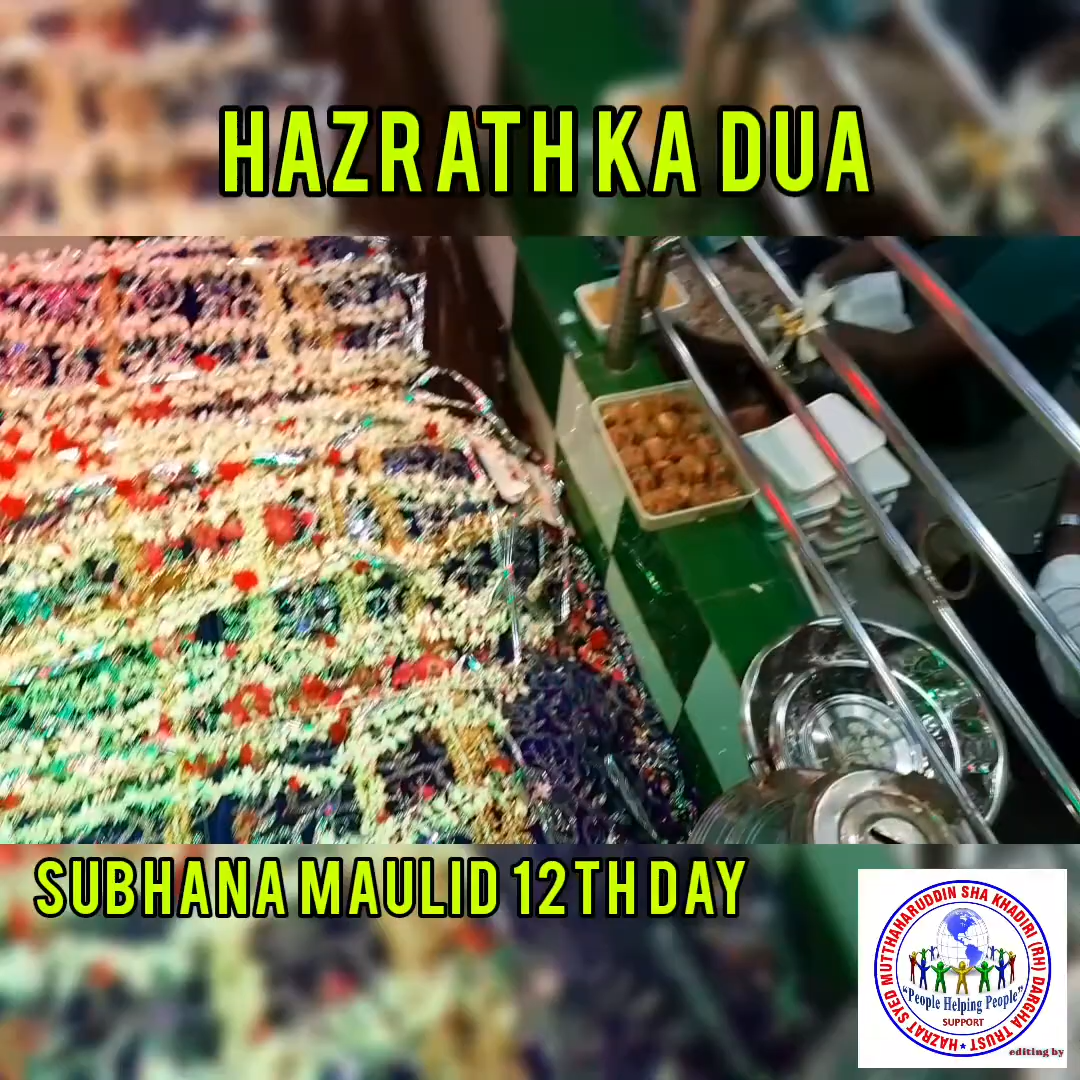 HAZRATH KA DUA
SUBHANA MAULID 12TH DAY
HAZRAT SYED MUTTHAHARUDDIN SHA KHADIRI (RH) DARGHA TRUST ★
"People Helping People"
SUPPORT
editing by